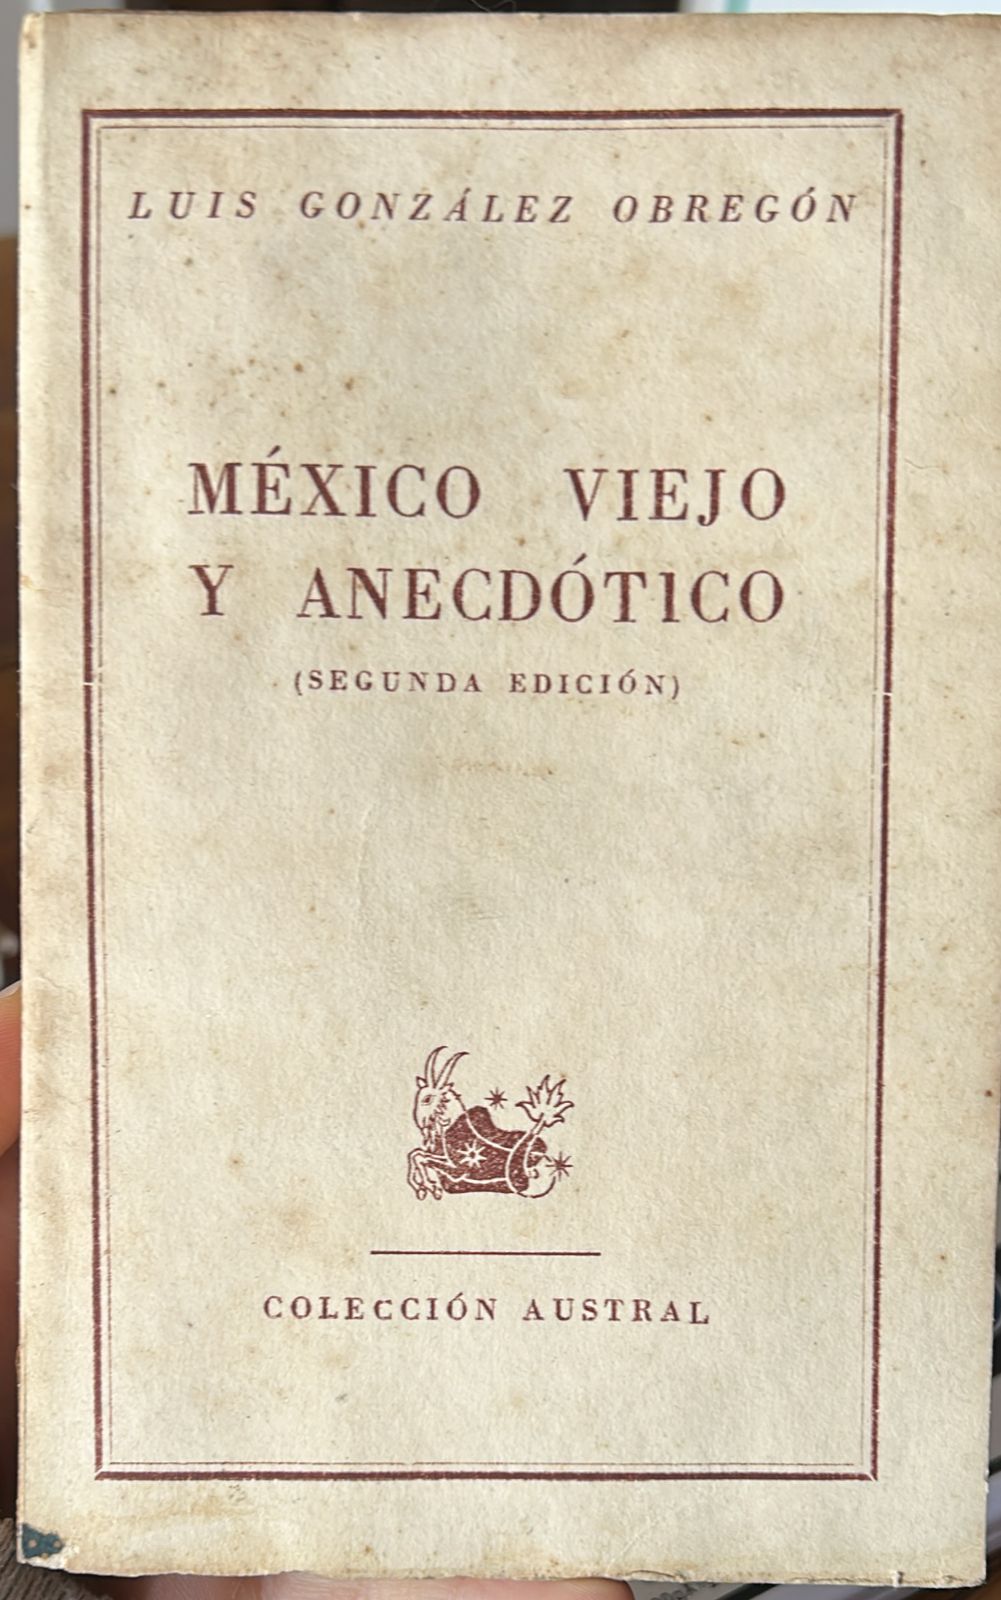 LUIS GONZÁLEZ OBREGÓN
MÉXICO VIEJO
Y ANECDÓTICO
(SEGUNDA EDICIÓN)
COLECCIÓN AUSTRAL